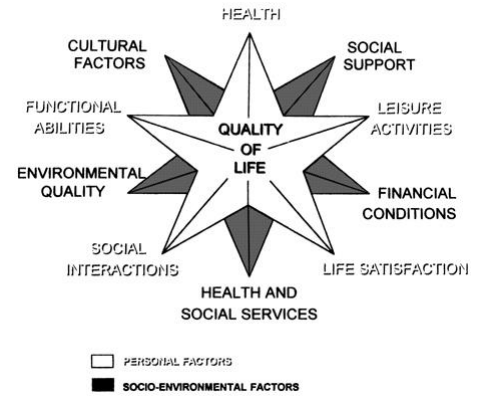 HEALTH
CULTURAL
FACTORS
SOCIAL
SUPPORT
FUNCTIONAL
ABILITIES
LEISURE
ACTIVITIES
QUALITY
OF
LIFE
ENVIRONMENTAL
QUALITY
FINANCIAL
CONDITIONS
SOCIAL
INTERACTIONS
LIFE SATISFACTION
HEALTH AND
SOCIAL SERVICES
PERSONAL FACTORS
SOCIO-ENVIRONMENTAL FACTORS